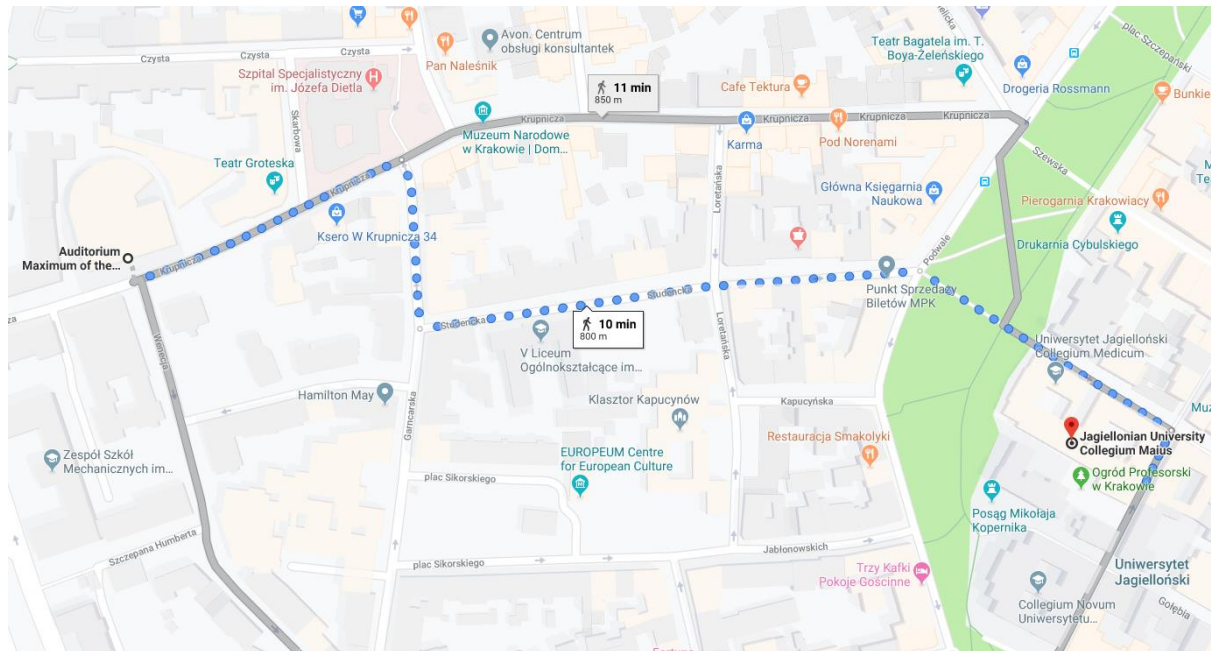 Avon. Centrum
obsługi konsultantek
plac Szczepański
Czysta
Czysta
Czysta
Pan Naleśnik
Teatr Bagatela im. T.
Boya-Żeleńskiego
Szpital Specjalistyczny
im. Józefa Dietla
11 min
850 m
Cafe Tektura
Drogeria Rossmann
Bunkie
Skarbowa
Krupnicza
Krupnicza
Krupnicza
Krupnicza
Muzeum Narodowe
w Krakowie | Dom...
Karma
Pod Norenami
Szewska
Teatr Groteska
Krupnicza
Loretańska
Główna Księgarnia
Naukowa
Pierogarnia Krakowiacy
Ksero W Krupnicza 34
Drukarnia Cybulskiego
Auditorium
Maximum of the...
Krupnicza
Podwale
Punkt Sprzedaży
Biletów MPK
Studencka
Studencka
10 min
800 m
Wenecja
V Liceum
Ogólnokształcące im...
Loretańska
Uniwersytet Jagielloński
Collegium Medicum
Hamilton May
Klasztor Kapucynów
Kapucyńska
Garncarska
Restauracja Smakolyki
Jagiellonian University
Collegium Maius
Zespół Szkół
Mechanicznych im...
EUROPEUM Centre
for European Culture
Ogród Profesorski
w Krakowie
plac Sikorskiego
Posąg Mikołaja
Kopernika
Szczepana Humberta
plac Sikorskiego
Jabłonowskich
Trzy Kafki
Pokoje Gościnne
Uniwersytet
Jagielloński
Collegium Novum
Uniwersytetu...
Gołębia